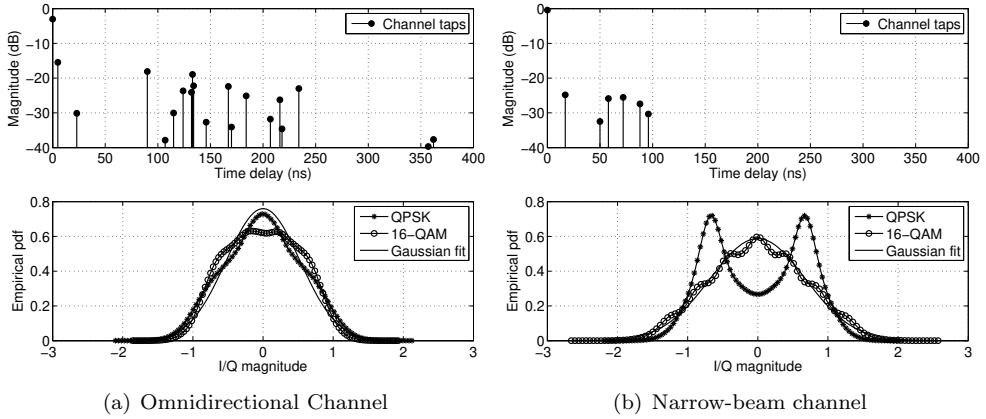 0
−10
−20
−30
−40
Magnitude (dB)
0 50 100 150 200 250 300 350 400
Time delay (ns)
Channel taps
0
−10
−20
−30
−40
Magnitude (dB)
0 50 100 150 200 250 300 350 400
Time delay (ns)
Channel taps
0.8
0.6
0.4
0.2
0
Empirical pdf
−3 −2 −1 0 1 2 3
I/Q magnitude
QPSK
16−QAM
Gaussian fit
0.8
0.6
0.4
0.2
0
Empirical pdf
−3 −2 −1 0 1 2 3
I/Q magnitude
QPSK
16−QAM
Gaussian fit
(a) Omnidirectional Channel
(b) Narrow-beam channel